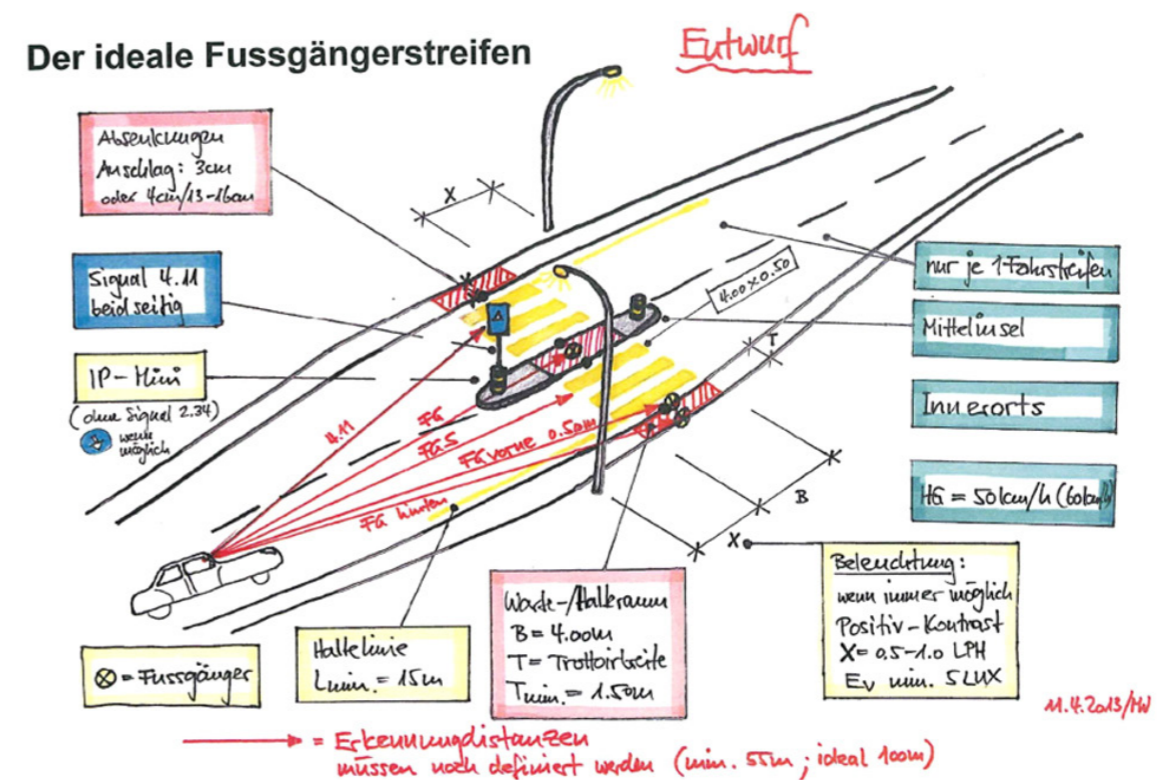 Der ideale Fussgängerstreifen
Entwurf
Absenkungen
Anschlag: 3cm
oder 4cm/13-16cm
X
Signal 4.11
beidseitig
nur je 1 Fahrstreifen
4.00 x 0.50
Mittelinsel
T
IP-Mini
(ohne Signal 2.34)
wenn
möglich
Innerorts
4.11
FG
FGS
FG vorne 0.50m
FG hinten
B
HG = 50km/h (60km/h)
X
Beleuchtung:
wenn immer möglich
Positiv-Kontrast
X = 0.5-1.0 LPH
Ev min. 5 LUX
Warte-/Halteraum
B = 4.00m
T = Trottoirbreite
Tmin. = 1.50m
Haltelinie
Lmin. = 15m
= Fussgänger
11.4.2013/MW
= Erkennungdistanzen
müssen noch definiert werden (min. 55m; ideal 100m)